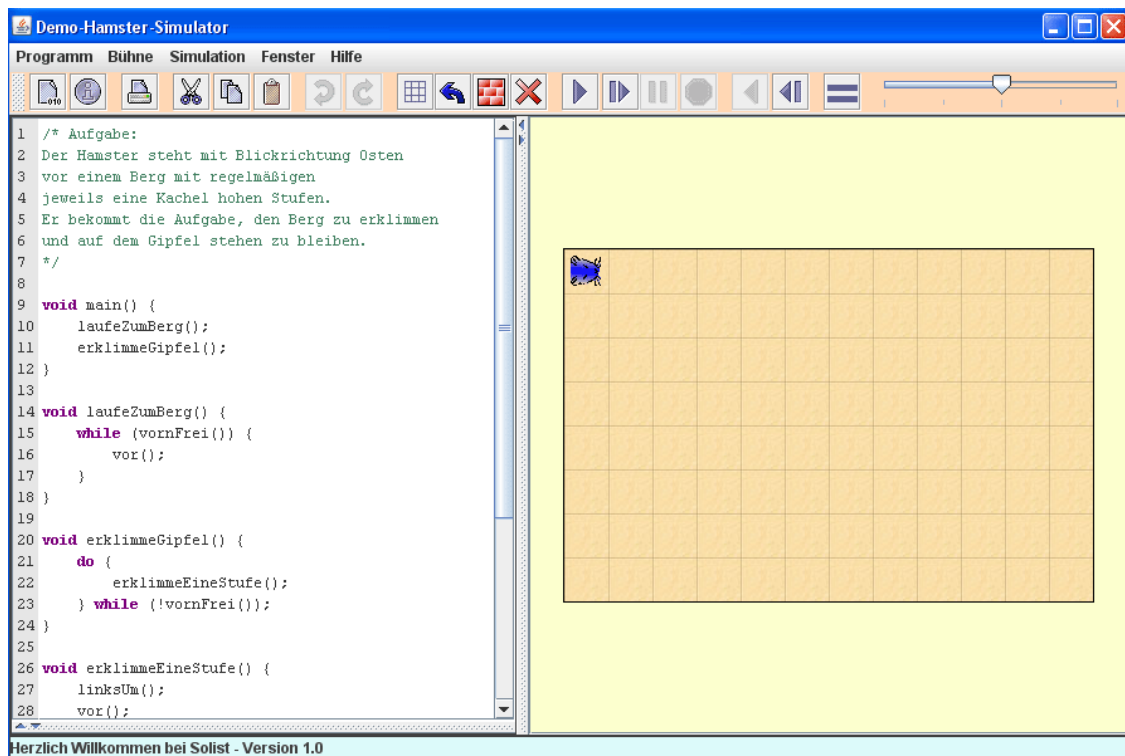 Demo-Hamster-Simulator
Programm Bühne Simulation Fenster Hilfe
010
1 /* Aufgabe:
2 Der Hamster steht mit Blickrichtung Osten
3 vor einem Berg mit regelmäßigen
4 jeweils eine Kachel hohen Stufen.
5 Er bekommt die Aufgabe, den Berg zu erklimmen
6 und auf dem Gipfel stehen zu bleiben.
7 */
8
9 void main() {
10     laufeZumBerg();
11     erklimmeGipfel();
12 }
13
14 void laufeZumBerg() {
15     while (vornFrei()) {
16         vor();
17     }
18 }
19
20 void erklimmeGipfel() {
21     do {
22         erklimmeEineStufe();
23     } while (!vornFrei());
24 }
25
26 void erklimmeEineStufe() {
27     linksUm();
28     vor();
Herzlich Willkommen bei Solist - Version 1.0